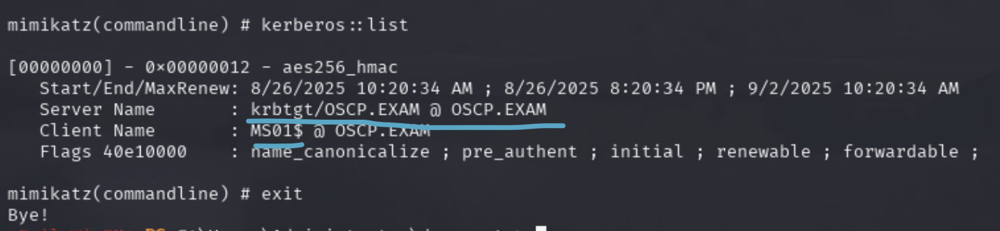 mimikatz(commandline) # kerberos::list
[00000000] - 0×00000012 - aes256_hmac
Start/End/MaxRenew: 8/26/2025 10:20:34 AM ; 8/26/2025 8:20:34 PM ; 9/2/2025 10:20:34 AM
Server Name : krbtgt/OSCP.EXAM @ OSCP.EXAM
Client Name : MS01$ @ OSCP.EXAM
Flags 40e10000 : name_canonicalize ; pre_authent ; initial ; renewable ; forwardable ;
mimikatz(commandline) # exit
Bye!